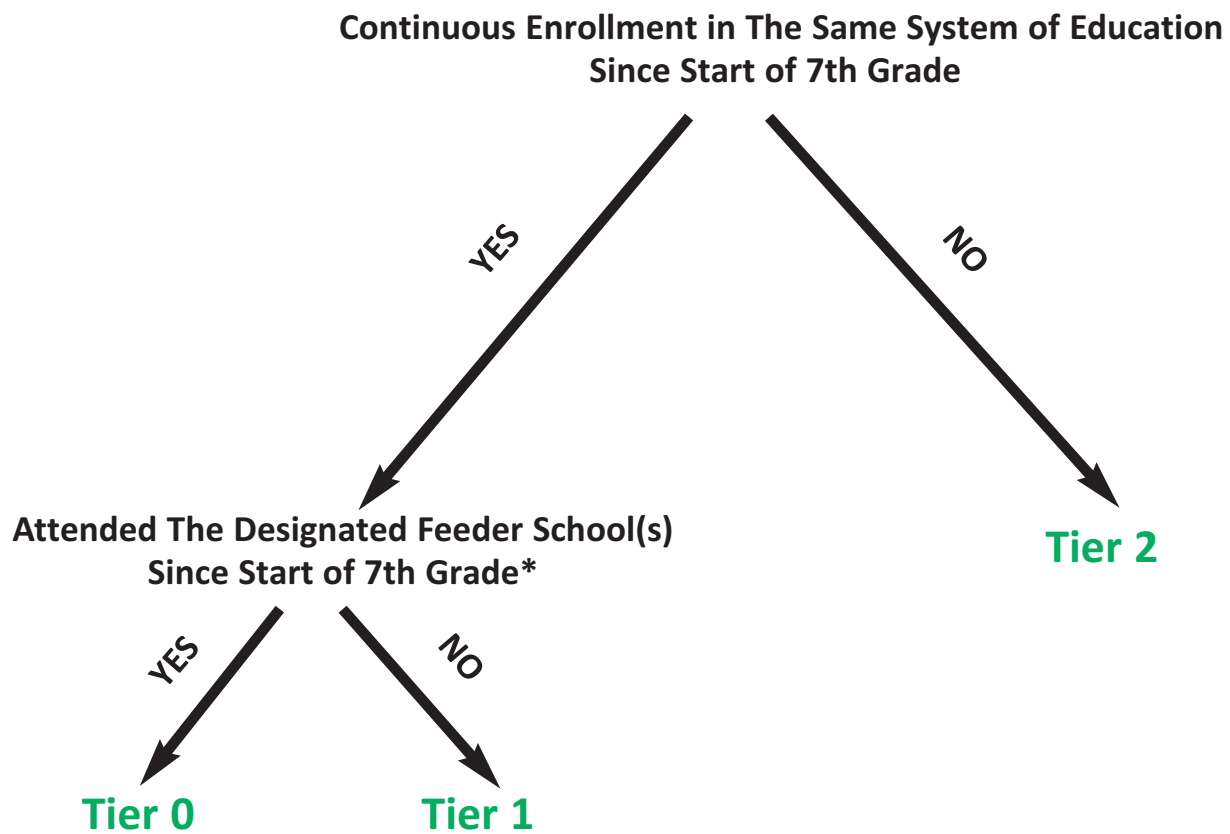 Continuous Enrollment in The Same System of Education
Since Start of 7th Grade
YES
NO
Attended The Designated Feeder School(s)
Since Start of 7th Grade*
Tier 2
YES
NO
Tier 0
Tier 1